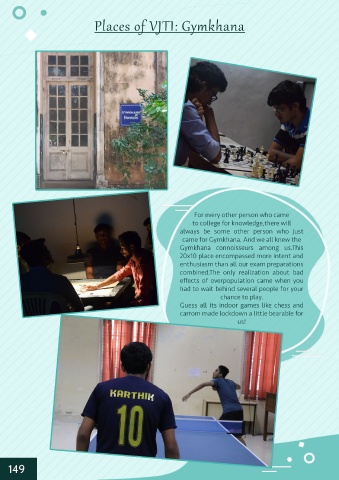 Places of VJTI: Gymkhana
GYMKHANA
For every other person who came
to college for knowledge,there will
always be some other person who just
came for Gymkhana. And we all knew the
Gymkhana connoisseurs among us.This
20x10 place encompassed more intent and
enthusiasm than all our exam preparations
combined.The only realization about bad
effects of overpopulation came when you
had to wait behind several people for your
chance to play.
Guess all its indoor games like chess and
carrom made lockdown a little bearable for
us!
KARTHIK
10
149